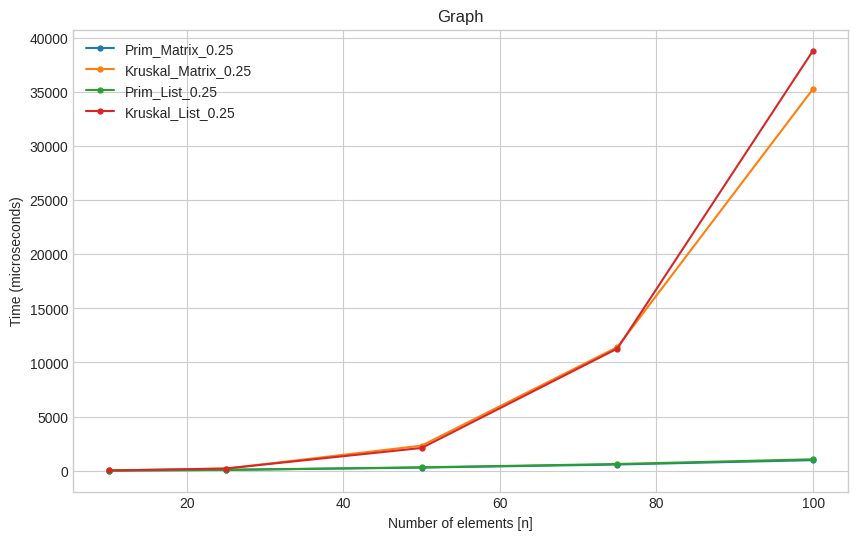 Graph
Prim_Matrix_0.25
Kruskal_Matrix_0.25
Prim_List_0.25
Kruskal_List_0.25
40000
35000
30000
25000
20000
15000
10000
5000
0
Time (microseconds)
20 40 60 80 100
Number of elements [n]